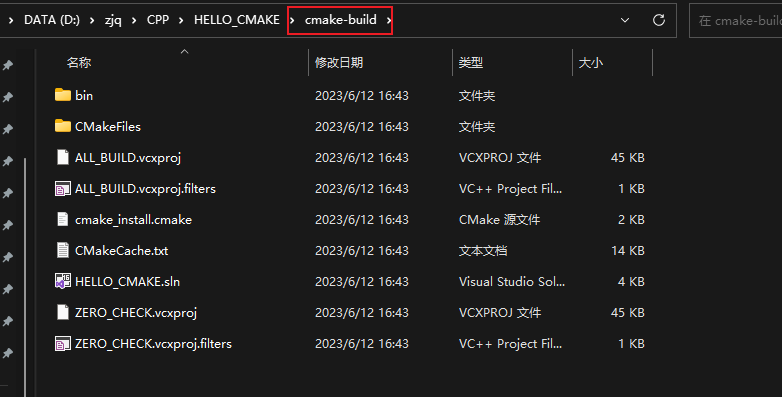 DATA (D:) › zjq › CPP › HELLO_CMAKE › cmake-build ›
在 cmake-buil
名称 修改日期 类型 大小
bin 2023/6/12 16:43 文件夹
CMakeFiles 2023/6/12 16:43 文件夹
ALL_BUILD.vcxproj 2023/6/12 16:43 VCXPROJ 文件 45 KB
ALL_BUILD.vcxproj.filters 2023/6/12 16:43 VC++ Project Fil... 1 KB
cmake_install.cmake 2023/6/12 16:43 CMake 源文件 2 KB
CMakeCache.txt 2023/6/12 16:43 文本文档 14 KB
HELLO_CMAKE.sln 2023/6/12 16:43 Visual Studio Sol... 4 KB
ZERO_CHECK.vcxproj 2023/6/12 16:43 VCXPROJ 文件 45 KB
ZERO_CHECK.vcxproj.filters 2023/6/12 16:43 VC++ Project Fil... 1 KB